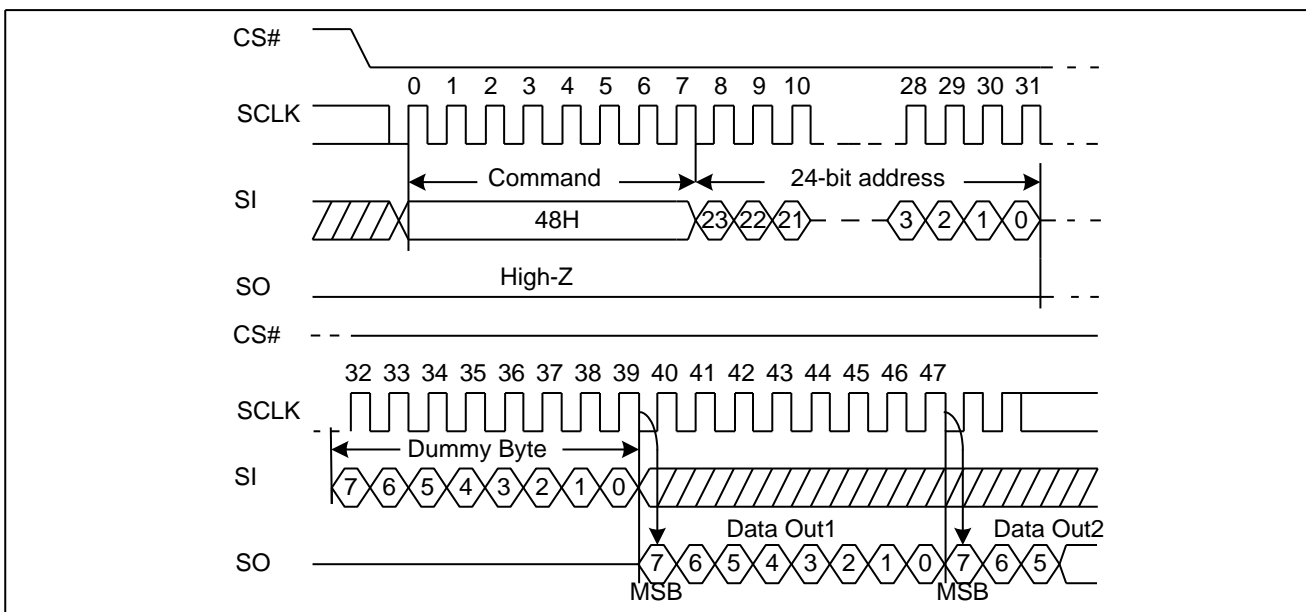 CS#
0 1 2 3 4 5 6 7 8 9 10 28 29 30 31
SCLK
Command 24-bit address
SI
48H 23 22 21 3 2 1 0
High-Z
SO
CS#
32 33 34 35 36 37 38 39 40 41 42 43 44 45 46 47
SCLK
Dummy Byte
SI
7 6 5 4 3 2 1 0
Data Out1 Data Out2
SO
7 6 5 4 3 2 1 0 7 6 5
MSB MSB